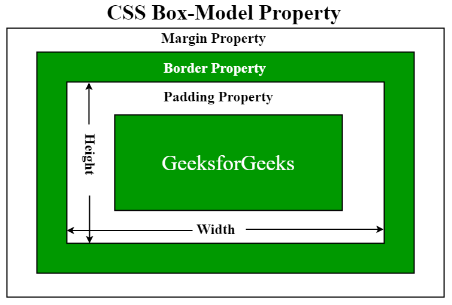 CSS Box-Model Property
Margin Property
Border Property
Padding Property
Height
GeeksforGeeks
Width